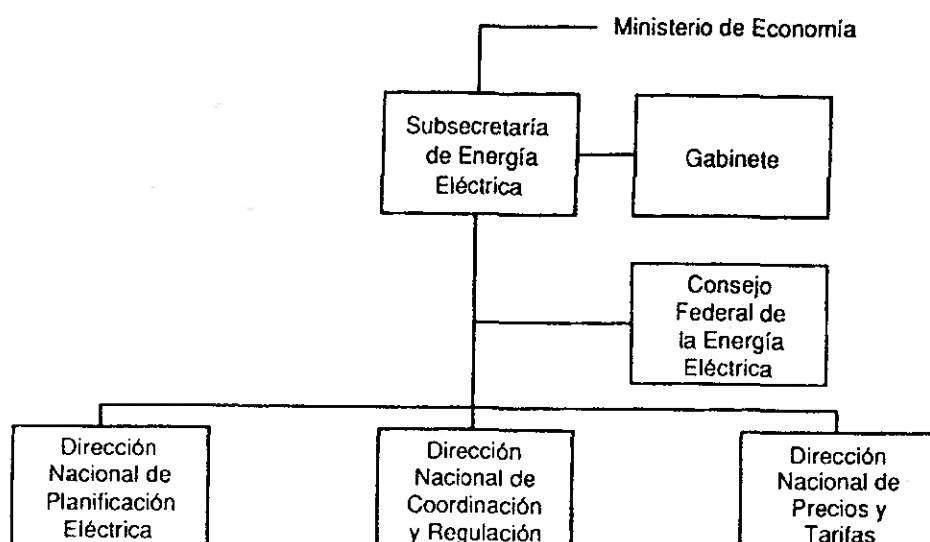 Ministerio de Economía
Subsecretaría
de Energía
Eléctrica
Gabinete
Consejo
Federal de
la Energía
Eléctrica
Dirección
Nacional de
Planificación
Eléctrica
Dirección
Nacional de
Coordinación
y Regulación
Dirección
Nacional de
Precios y
Tarifas